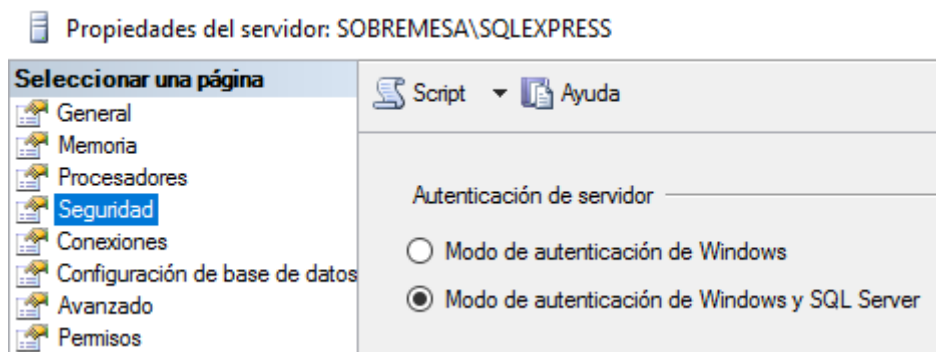 Propiedades del servidor: SOBREMESA\SQLEXPRESS
Seleccionar una página
General
Memoria
Procesadores
Seguridad
Conexiones
Configuración de base de datos
Avanzado
Permisos
Script
Ayuda
Autenticación de servidor
Modo de autenticación de Windows
Modo de autenticación de Windows y SQL Server